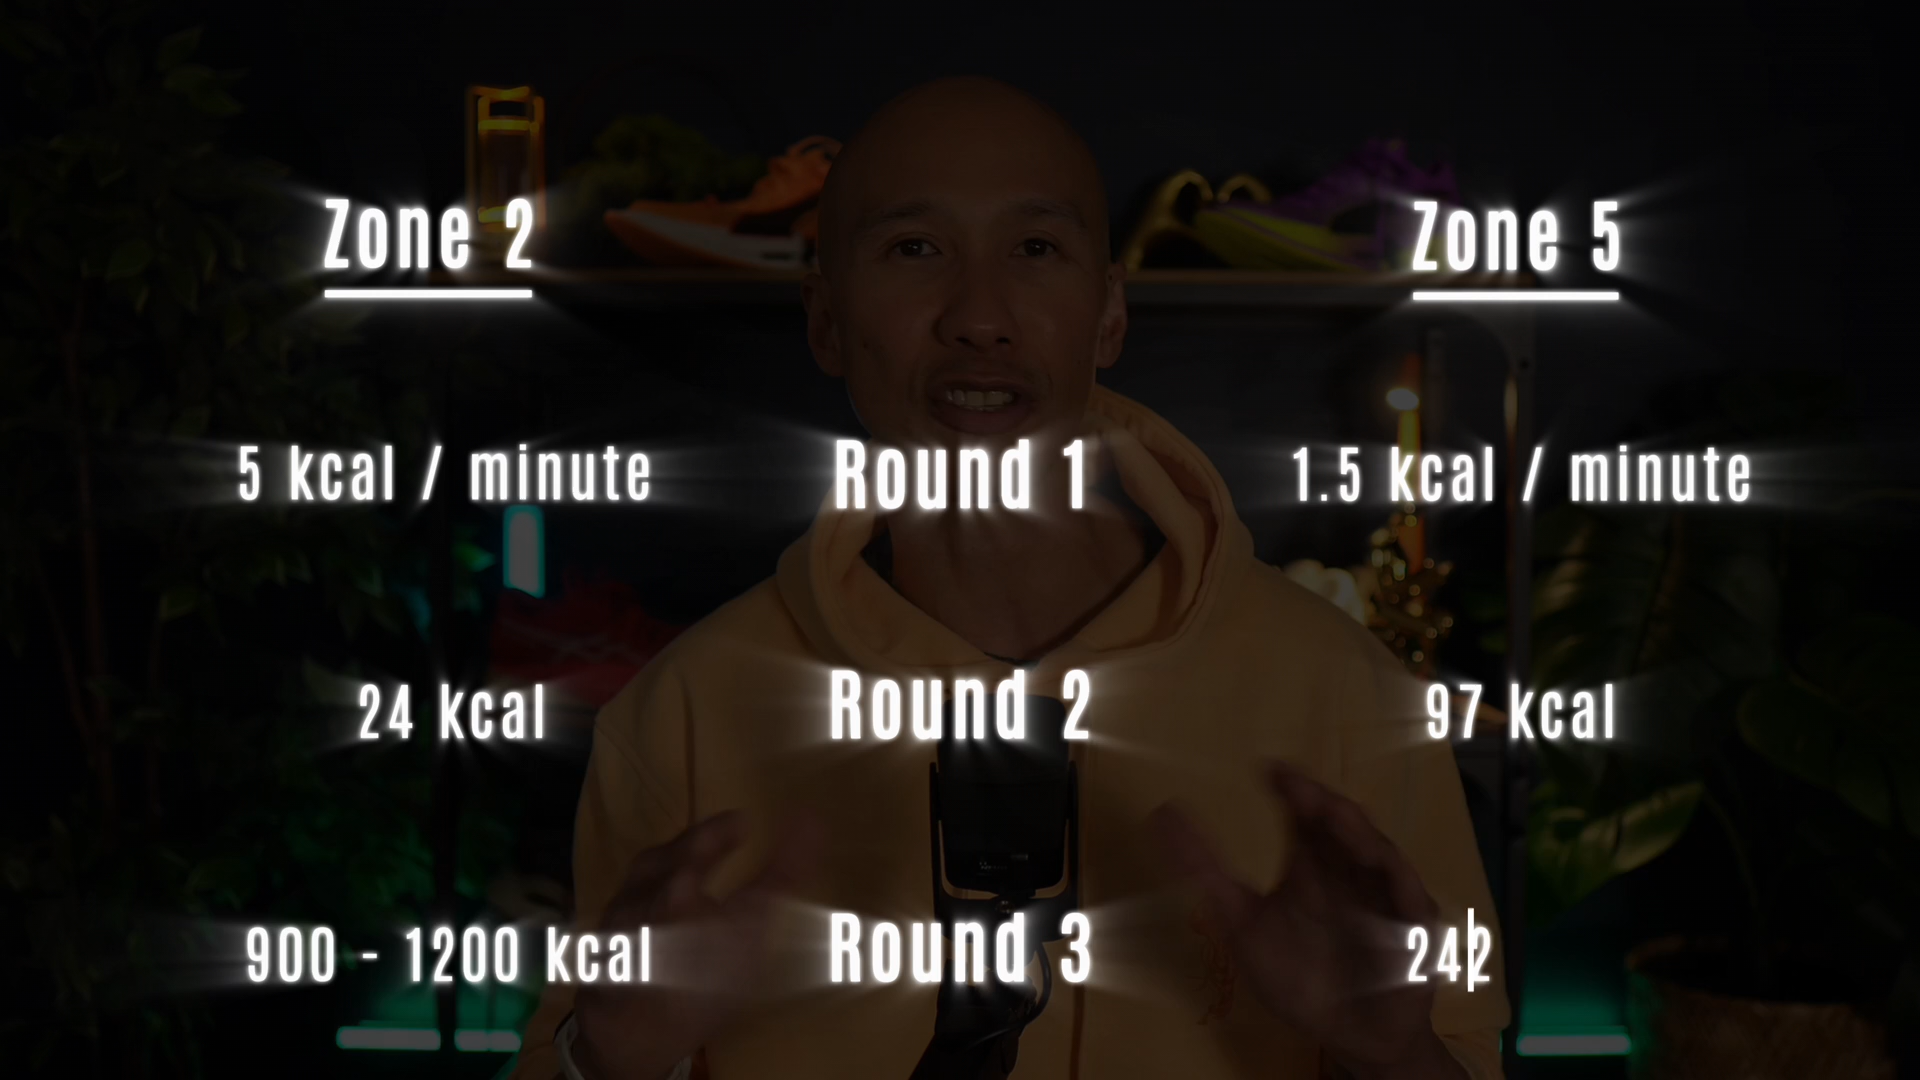 Zone 2 Zone 5
5 kcal / minute Round 1 1.5 kcal / minute
24 kcal Round 2 97 kcal
900 - 1200 kcal Round 3 242